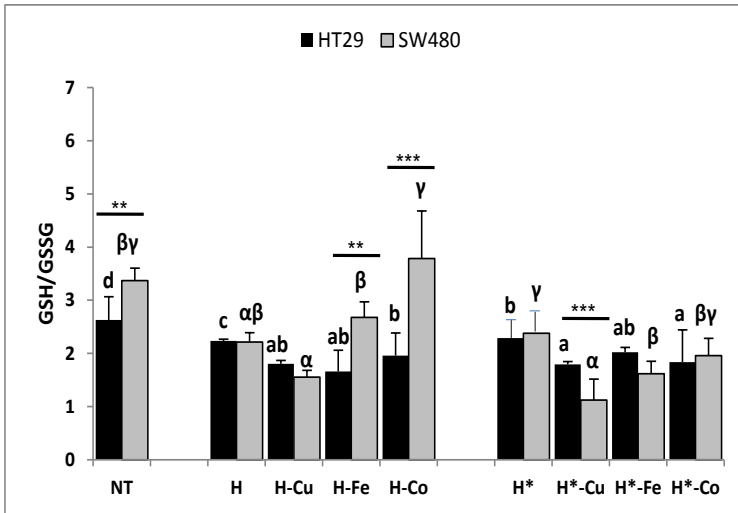 HT29 SW480
7
6
5
4
3
2
1
0
GSH/GSSG
**
d βγ
c αβ
ab α
**
ab β
***
b γ
b γ
***
a α
ab β
a βγ
NT H H-Cu H-Fe H-Co H* H*-Cu H*-Fe H*-Co